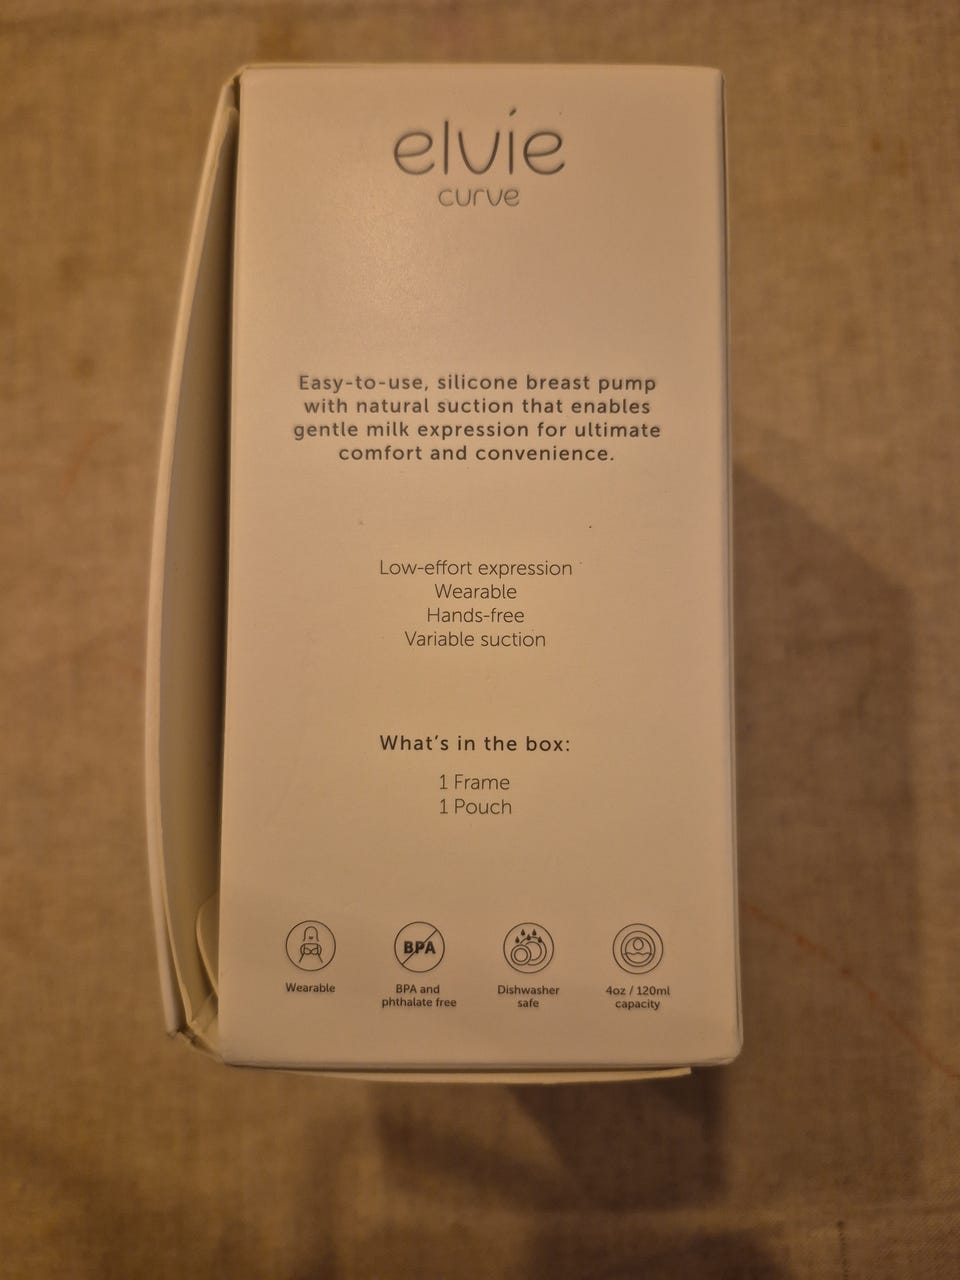 elvie
curve
Easy-to-use, silicone breast pump
with natural suction that enables
gentle milk expression for ultimate
comfort and convenience.
Low-effort expression
Wearable
Hands-free
Variable suction
What's in the box:
1 Frame
1 Pouch
BPA
Wearable
BPA and
phthalate free
Dishwasher
safe
4oz / 120ml
capacity